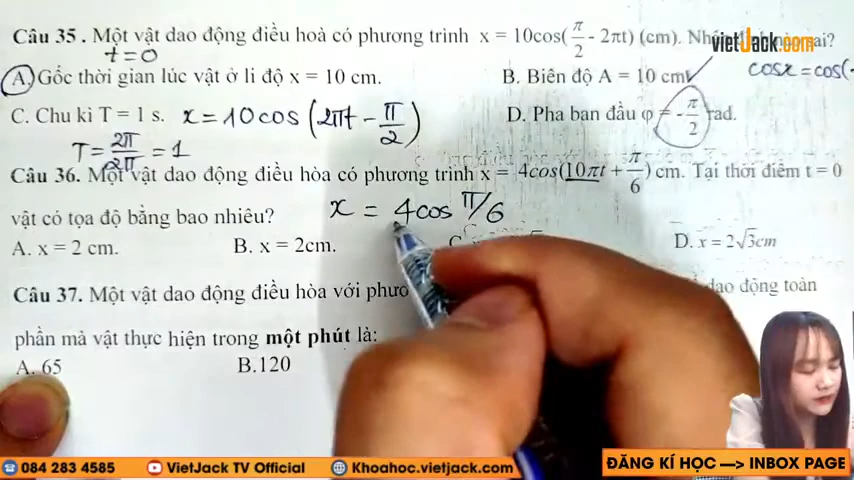 Câu 35 . Một vật dao động điều hoà có phương trình x = 10cos(π/2 - 2πt) (cm).
vietJack.com
ai?
t = 0
A. Gốc thời gian lúc vật ở li độ x = 10 cm.
B. Biên độ A = 10 cm
cosx = cos(-
C. Chu kì T = 1 s.
x = 10cos(2πt - π/2)
D. Pha ban đầu φ = -π/2 rad.
T = 2π/2π = 1
Câu 36. Một vật dao động điều hòa có phương trình x = 4cos(10πt + π/6) cm. Tại thời điểm t = 0
vật có tọa độ bằng bao nhiêu?
x = 4cos π/6
A. x = 2 cm.
B. x = 2cm.
C.
D. x = 2√3cm
Câu 37. Một vật dao động điều hòa với phươ
dao động toàn
phần mà vật thực hiện trong một phút là:
A. 65
B.120
084 283 4585
VietJack TV Official
Khoahoc.vietjack.com
ĐĂNG KÍ HỌC —> INBOX PAGE